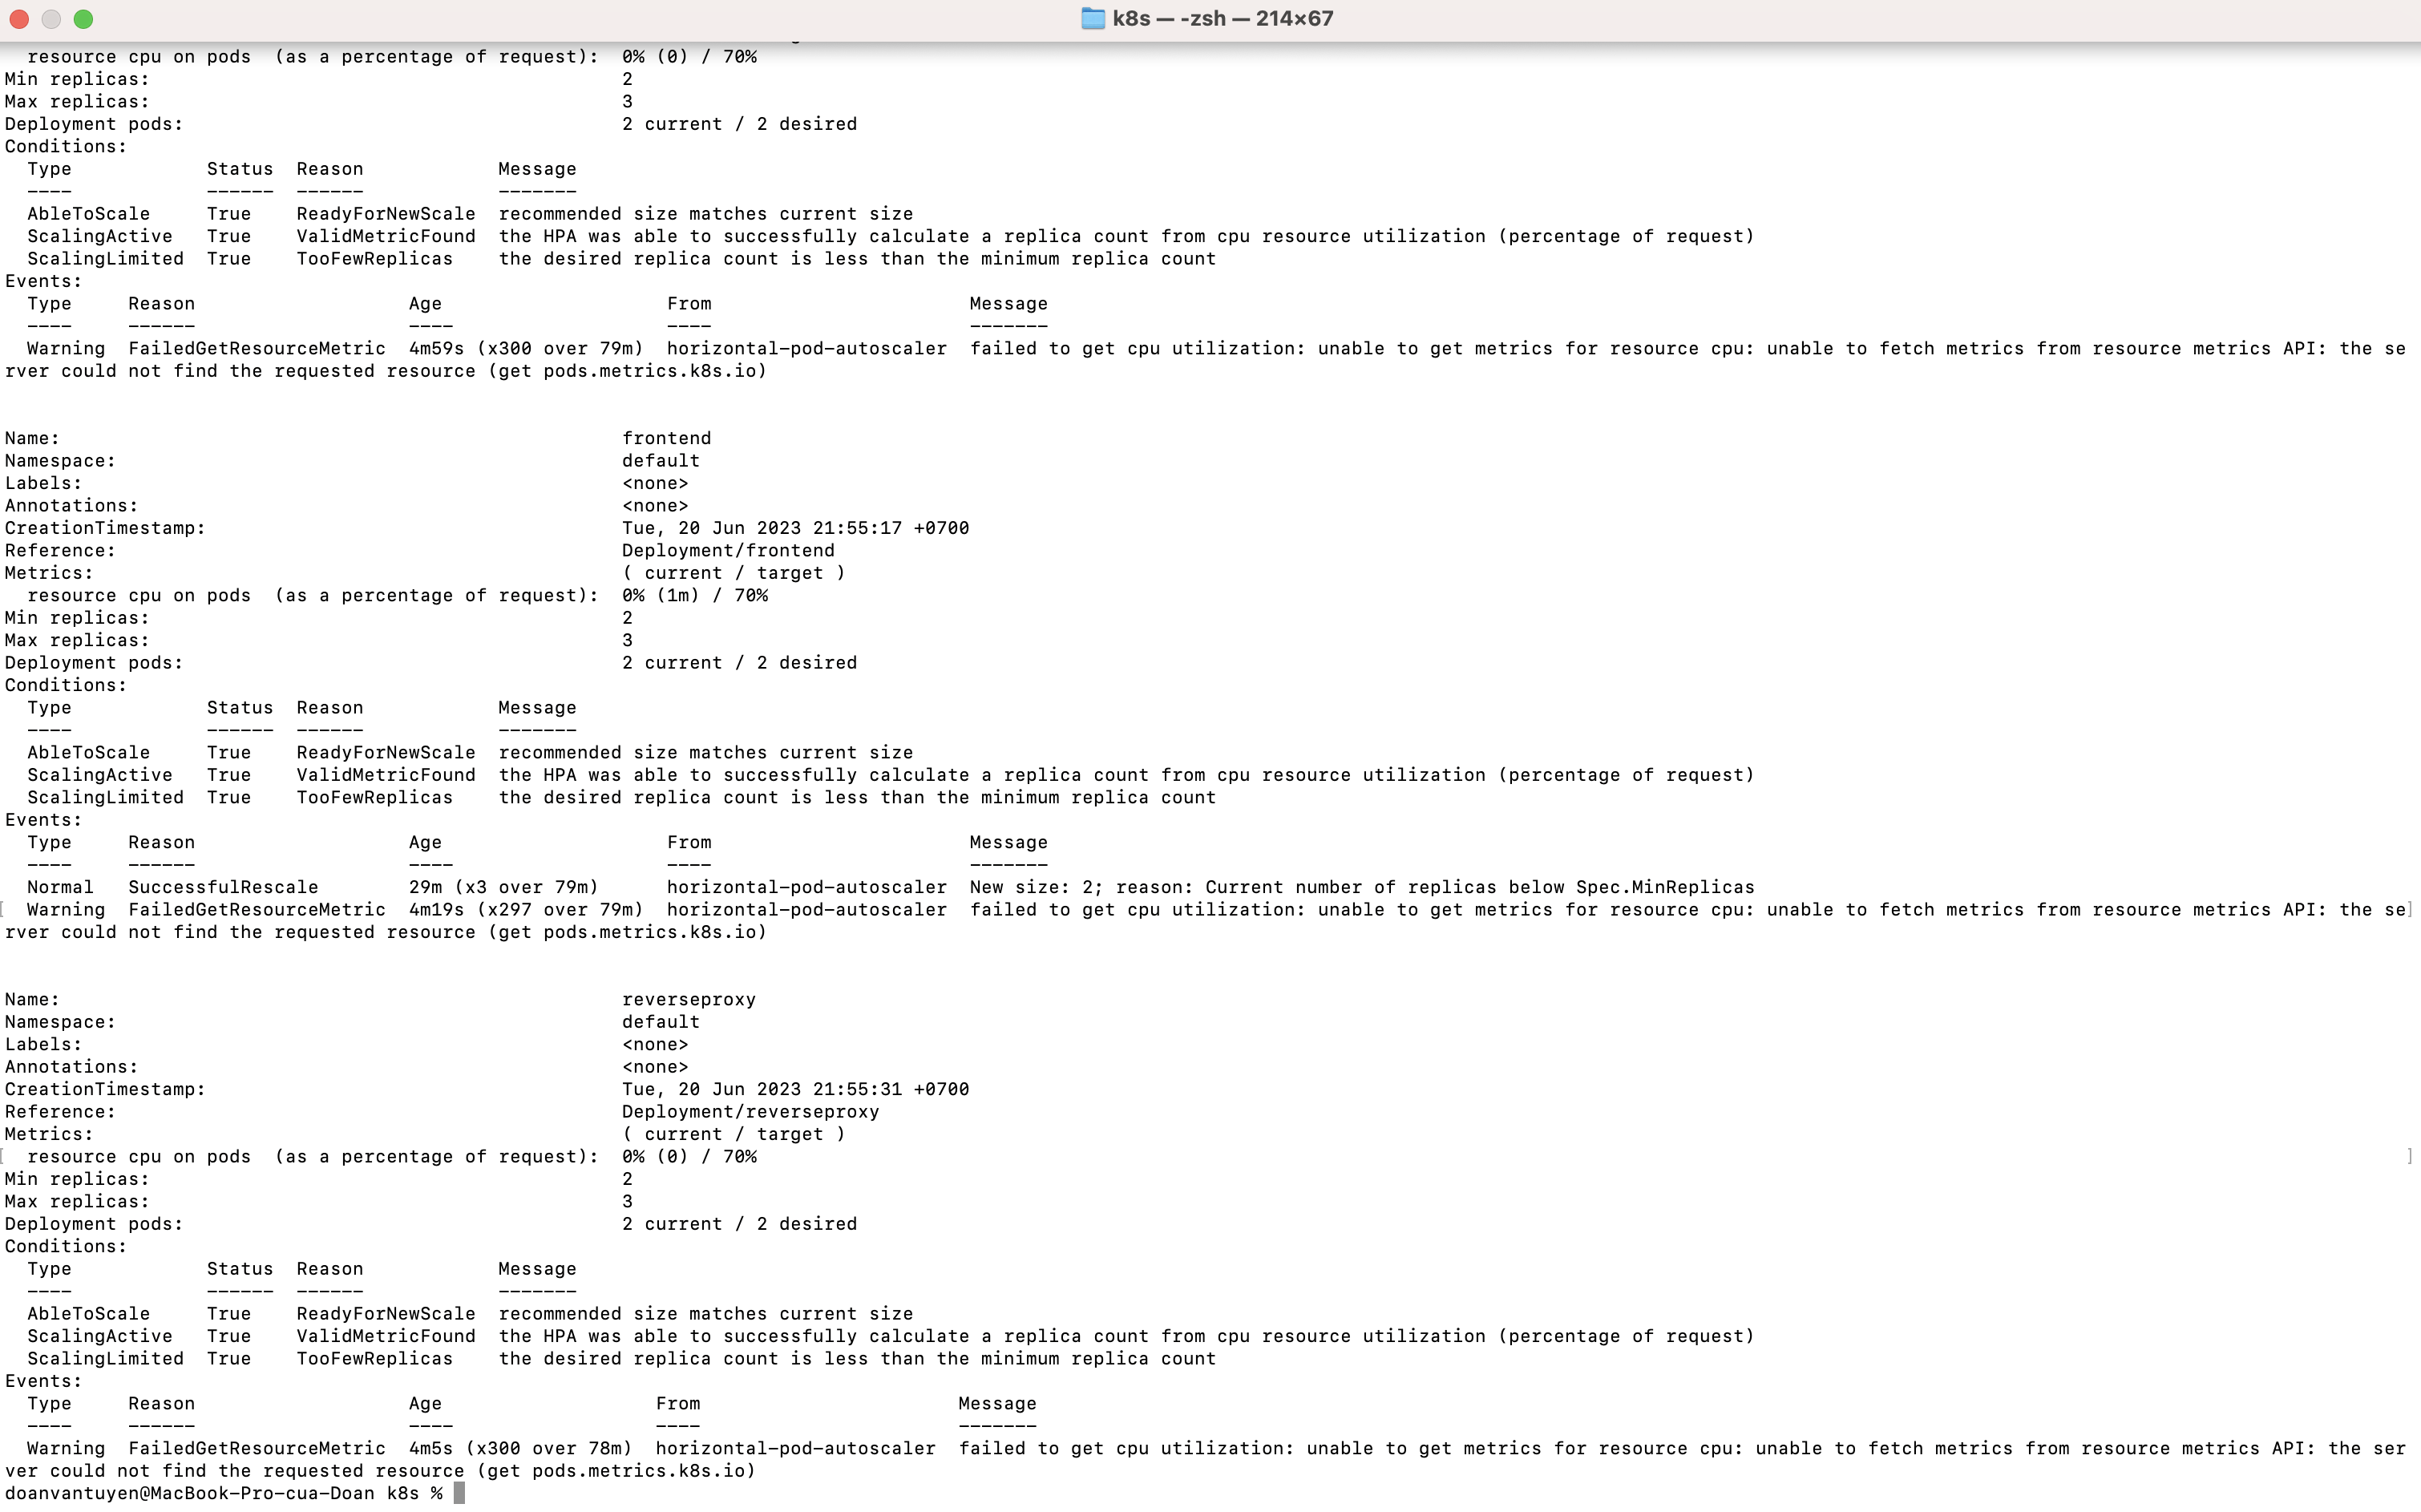 k8s — -zsh — 214×67
resource cpu on pods  (as a percentage of request):  0% (0) / 70%
Min replicas:                                          2
Max replicas:                                          3
Deployment pods:                                       2 current / 2 desired
Conditions:
  Type            Status  Reason            Message
  ----            ------  ------            -------
  AbleToScale     True    ReadyForNewScale  recommended size matches current size
  ScalingActive   True    ValidMetricFound  the HPA was able to successfully calculate a replica count from cpu resource utilization (percentage of request)
  ScalingLimited  True    TooFewReplicas    the desired replica count is less than the minimum replica count
Events:
  Type     Reason                   Age                    From                       Message
  ----     ------                   ----                   ----                       -------
  Warning  FailedGetResourceMetric  4m59s (x300 over 79m)  horizontal-pod-autoscaler  failed to get cpu utilization: unable to get metrics for resource cpu: unable to fetch metrics from resource metrics API: the se
rver could not find the requested resource (get pods.metrics.k8s.io)
Name:                                                  frontend
Namespace:                                             default
Labels:                                                <none>
Annotations:                                           <none>
CreationTimestamp:                                     Tue, 20 Jun 2023 21:55:17 +0700
Reference:                                             Deployment/frontend
Metrics:                                               ( current / target )
  resource cpu on pods  (as a percentage of request):  0% (1m) / 70%
Min replicas:                                          2
Max replicas:                                          3
Deployment pods:                                       2 current / 2 desired
Conditions:
  Type            Status  Reason            Message
  ----            ------  ------            -------
  AbleToScale     True    ReadyForNewScale  recommended size matches current size
  ScalingActive   True    ValidMetricFound  the HPA was able to successfully calculate a replica count from cpu resource utilization (percentage of request)
  ScalingLimited  True    TooFewReplicas    the desired replica count is less than the minimum replica count
Events:
  Type     Reason                   Age                    From                       Message
  ----     ------                   ----                   ----                       -------
  Normal   SuccessfulRescale        29m (x3 over 79m)      horizontal-pod-autoscaler  New size: 2; reason: Current number of replicas below Spec.MinReplicas
[ Warning  FailedGetResourceMetric  4m19s (x297 over 79m)  horizontal-pod-autoscaler  failed to get cpu utilization: unable to get metrics for resource cpu: unable to fetch metrics from resource metrics API: the se]
rver could not find the requested resource (get pods.metrics.k8s.io)
Name:                                                  reverseproxy
Namespace:                                             default
Labels:                                                <none>
Annotations:                                           <none>
CreationTimestamp:                                     Tue, 20 Jun 2023 21:55:31 +0700
Reference:                                             Deployment/reverseproxy
Metrics:                                               ( current / target )
[ resource cpu on pods  (as a percentage of request):  0% (0) / 70% ]
Min replicas:                                          2
Max replicas:                                          3
Deployment pods:                                       2 current / 2 desired
Conditions:
  Type            Status  Reason            Message
  ----            ------  ------            -------
  AbleToScale     True    ReadyForNewScale  recommended size matches current size
  ScalingActive   True    ValidMetricFound  the HPA was able to successfully calculate a replica count from cpu resource utilization (percentage of request)
  ScalingLimited  True    TooFewReplicas    the desired replica count is less than the minimum replica count
Events:
  Type     Reason                   Age                   From                       Message
  ----     ------                   ----                  ----                       -------
  Warning  FailedGetResourceMetric  4m5s (x300 over 78m)  horizontal-pod-autoscaler  failed to get cpu utilization: unable to get metrics for resource cpu: unable to fetch metrics from resource metrics API: the ser
ver could not find the requested resource (get pods.metrics.k8s.io)
doanvantuyen@MacBook-Pro-cua-Doan k8s %